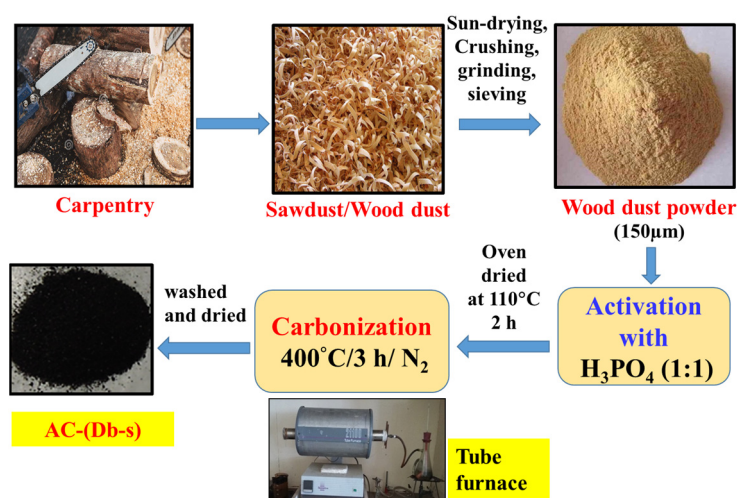 Sun-drying,
Crushing,
grinding,
sieving
Carpentry
Sawdust/Wood dust
Wood dust powder
(150µm)
Activation
with
H₃PO₄ (1:1)
Oven
dried
at 110°C
2 h
Carbonization
400˚C/3 h/ N₂
washed
and dried
AC-(Db-s)
Tube
furnace